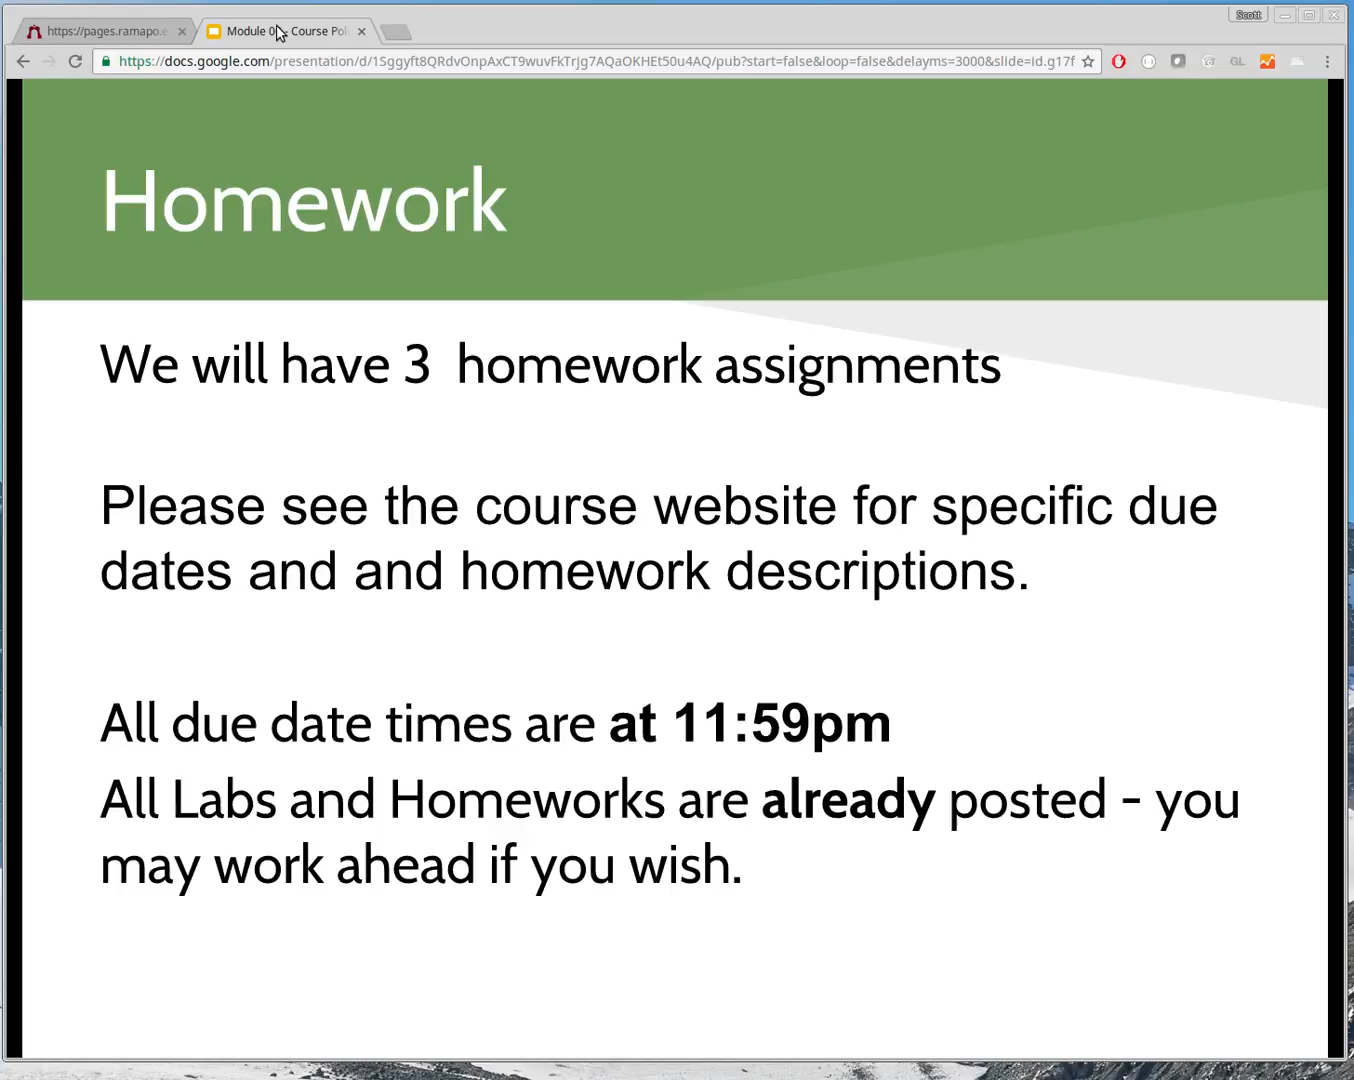 Scott
https://pages.ramapo.e
Module 0 - Course Pol
https://docs.google.com/presentation/d/1Sggyft8QRdvOnpAxCT9wuvFkTrJg7AQaOKHEt50u4AQ/pub?start=false&loop=false&delayms=3000&slide=id.g17f
GL
Homework
We will have 3  homework assignments
Please see the course website for specific due
dates and and homework descriptions.
All due date times are at 11:59pm
All Labs and Homeworks are already posted - you
may work ahead if you wish.